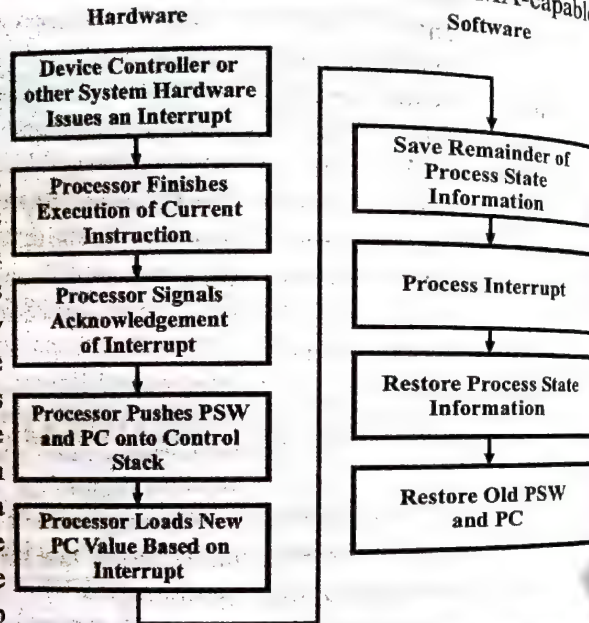 Hardware
Device Controller or
other System Hardware
Issues an Interrupt
Processor Finishes
Execution of Current
Instruction
Processor Signals
Acknowledgement
of Interrupt
Processor Pushes PSW
and PC onto Control
Stack
Processor Loads New
PC Value Based on
Interrupt
Software
Save Remainder of
Process State
Information
Process Interrupt
Restore Process State
Information
Restore Old PSW
and PC